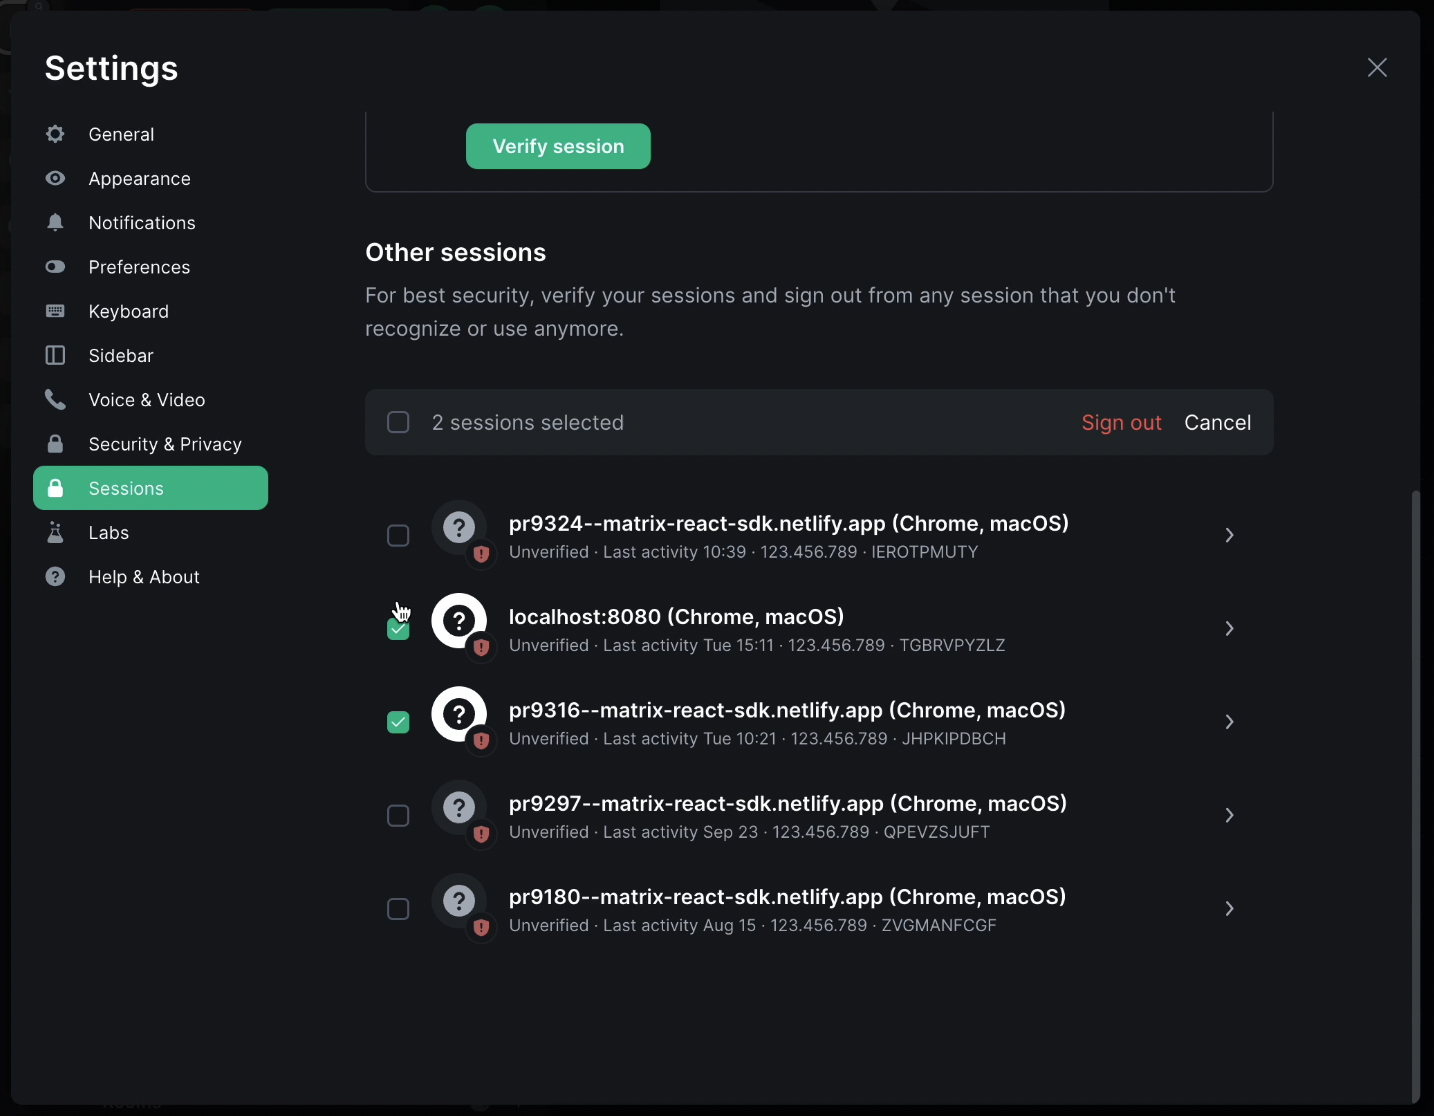 Settings
General
Appearance
Notifications
Preferences
Keyboard
Sidebar
Voice & Video
Security & Privacy
Sessions
Labs
Help & About
Verify session
Other sessions
For best security, verify your sessions and sign out from any session that you don't
recognize or use anymore.
2 sessions selected
Sign out
Cancel
pr9324--matrix-react-sdk.netlify.app (Chrome, macOS)
Unverified · Last activity 10:39 · 123.456.789 · IEROTPMUTY
localhost:8080 (Chrome, macOS)
Unverified · Last activity Tue 15:11 · 123.456.789 · TGBRVPYZLZ
pr9316--matrix-react-sdk.netlify.app (Chrome, macOS)
Unverified · Last activity Tue 10:21 · 123.456.789 · JHPKIPDBCH
pr9297--matrix-react-sdk.netlify.app (Chrome, macOS)
Unverified · Last activity Sep 23 · 123.456.789 · QPEVZSJUFT
pr9180--matrix-react-sdk.netlify.app (Chrome, macOS)
Unverified · Last activity Aug 15 · 123.456.789 · ZVGMANFCGF